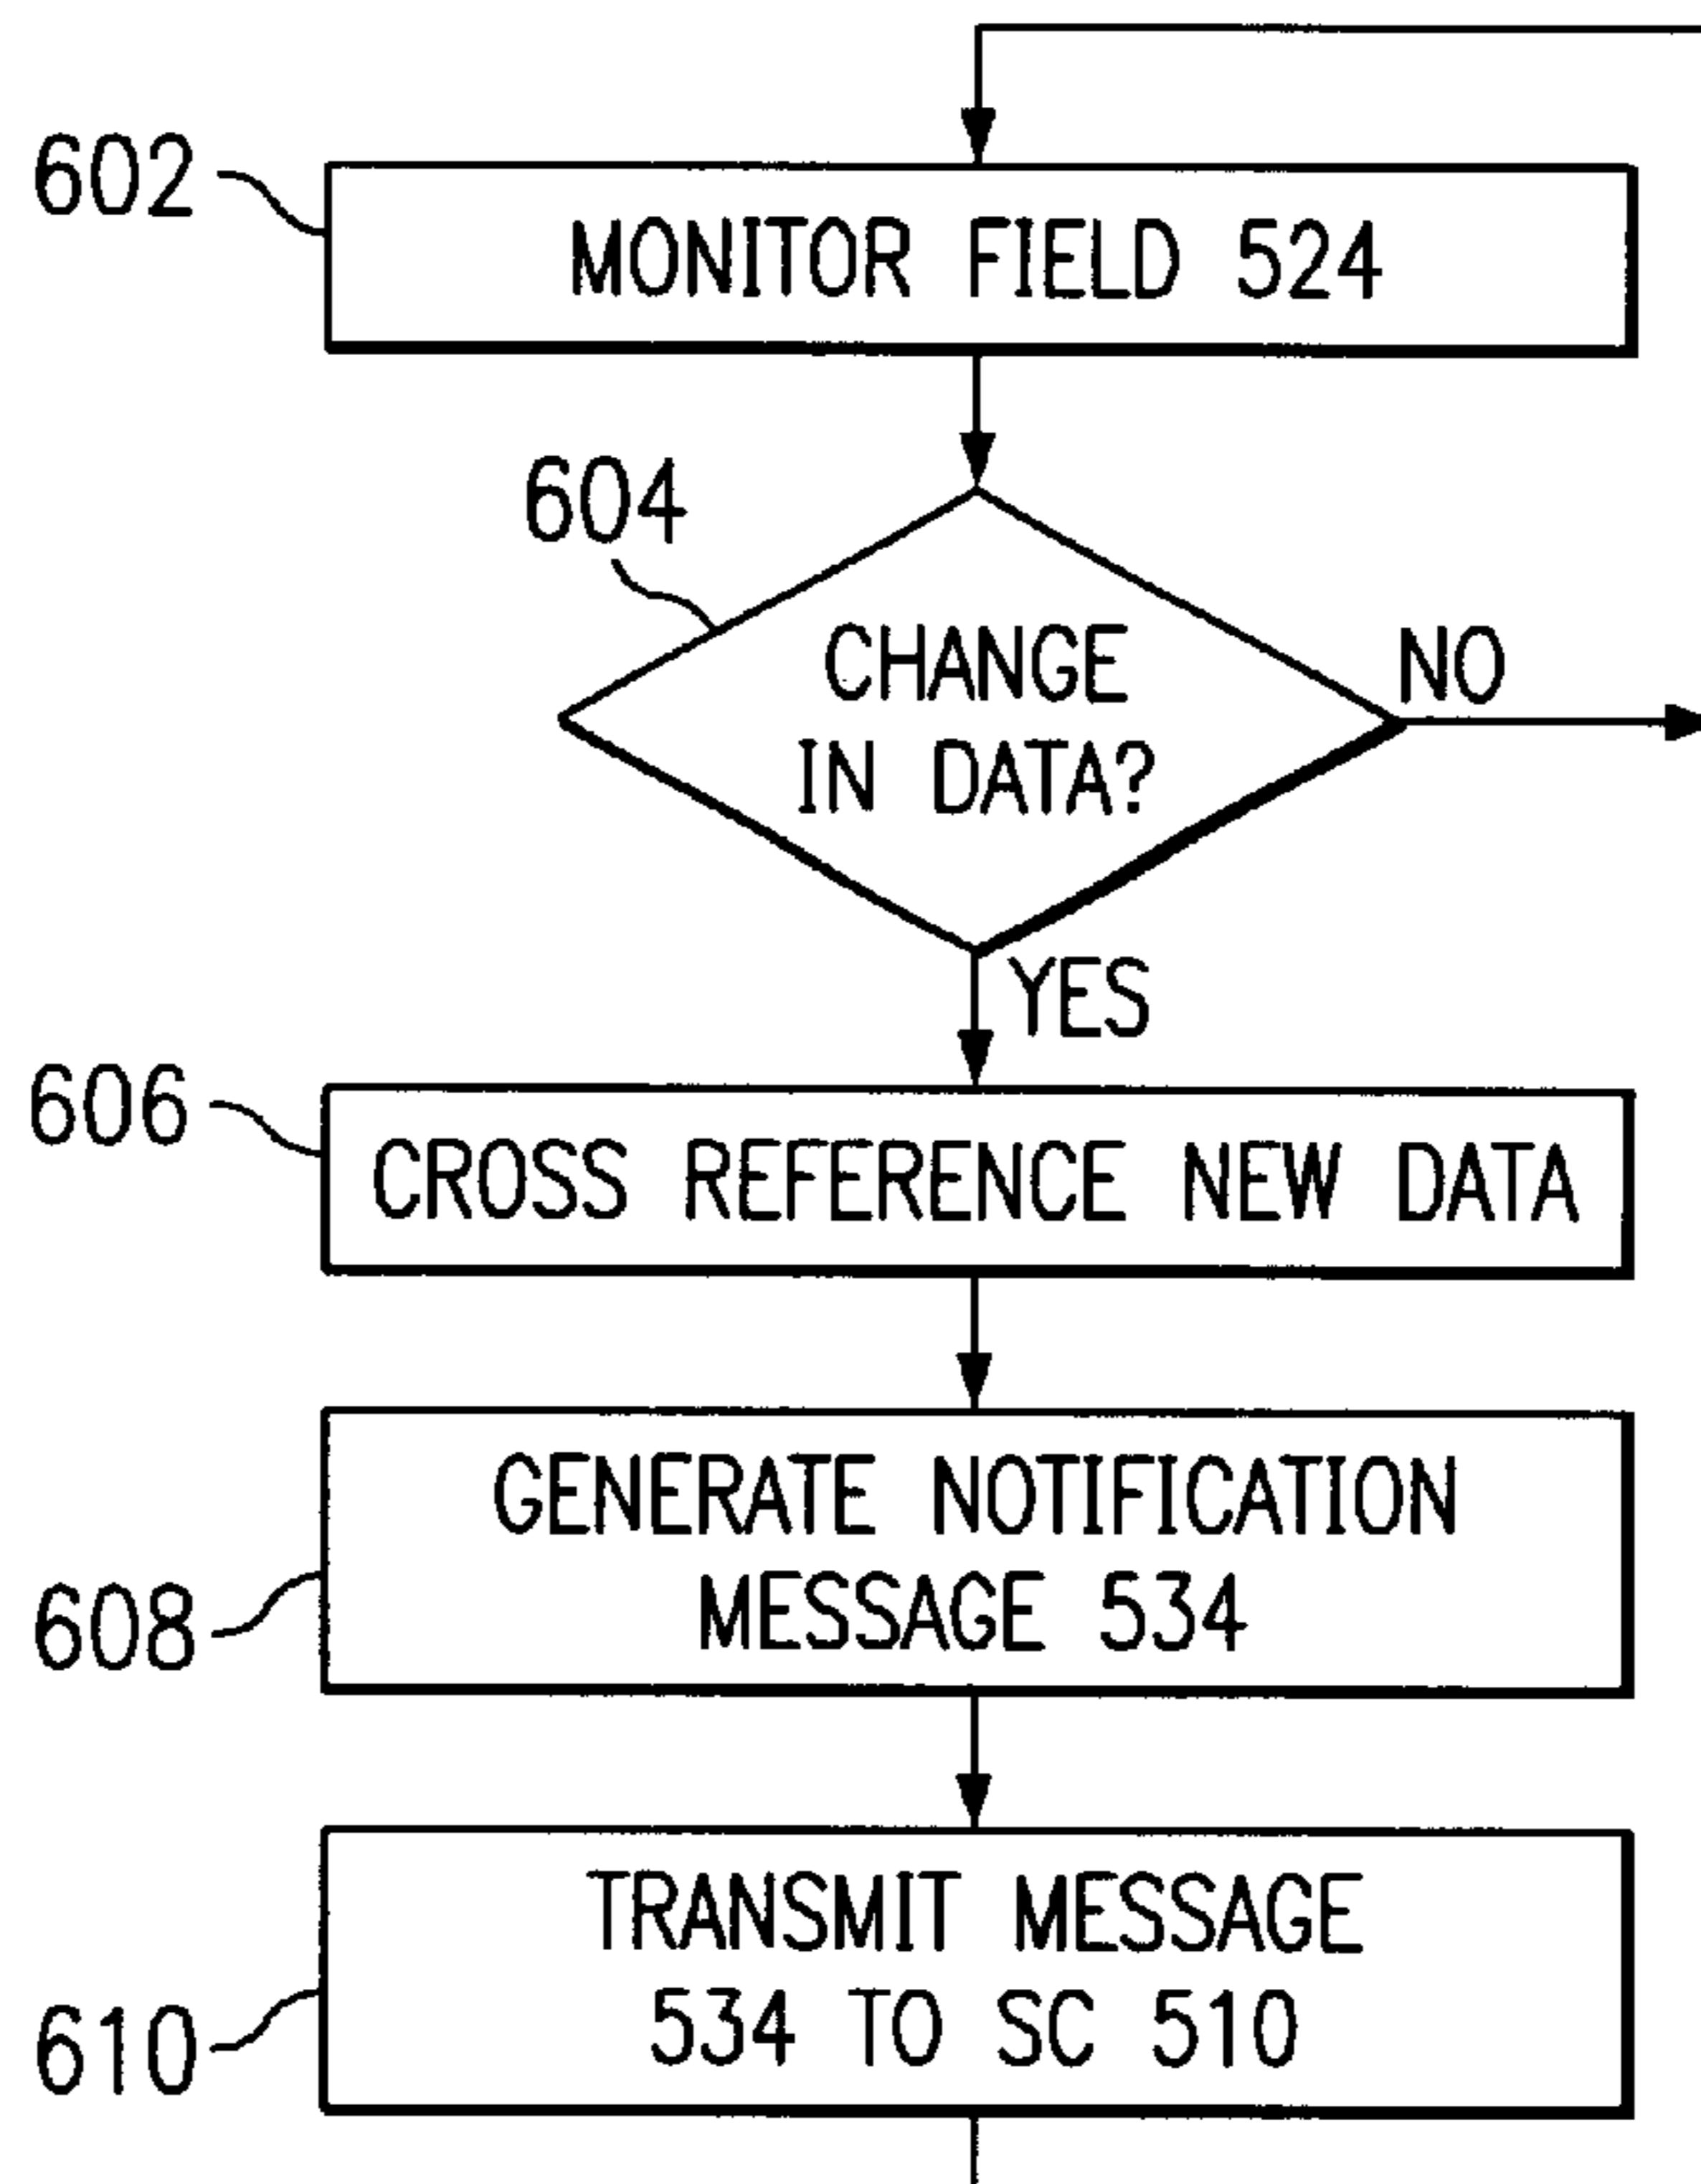 602
MONITOR FIELD 524
604
CHANGE
IN DATA?
NO
YES
606
CROSS REFERENCE NEW DATA
GENERATE NOTIFICATION
MESSAGE 534
608
TRANSMIT MESSAGE
534 TO SC 510
610